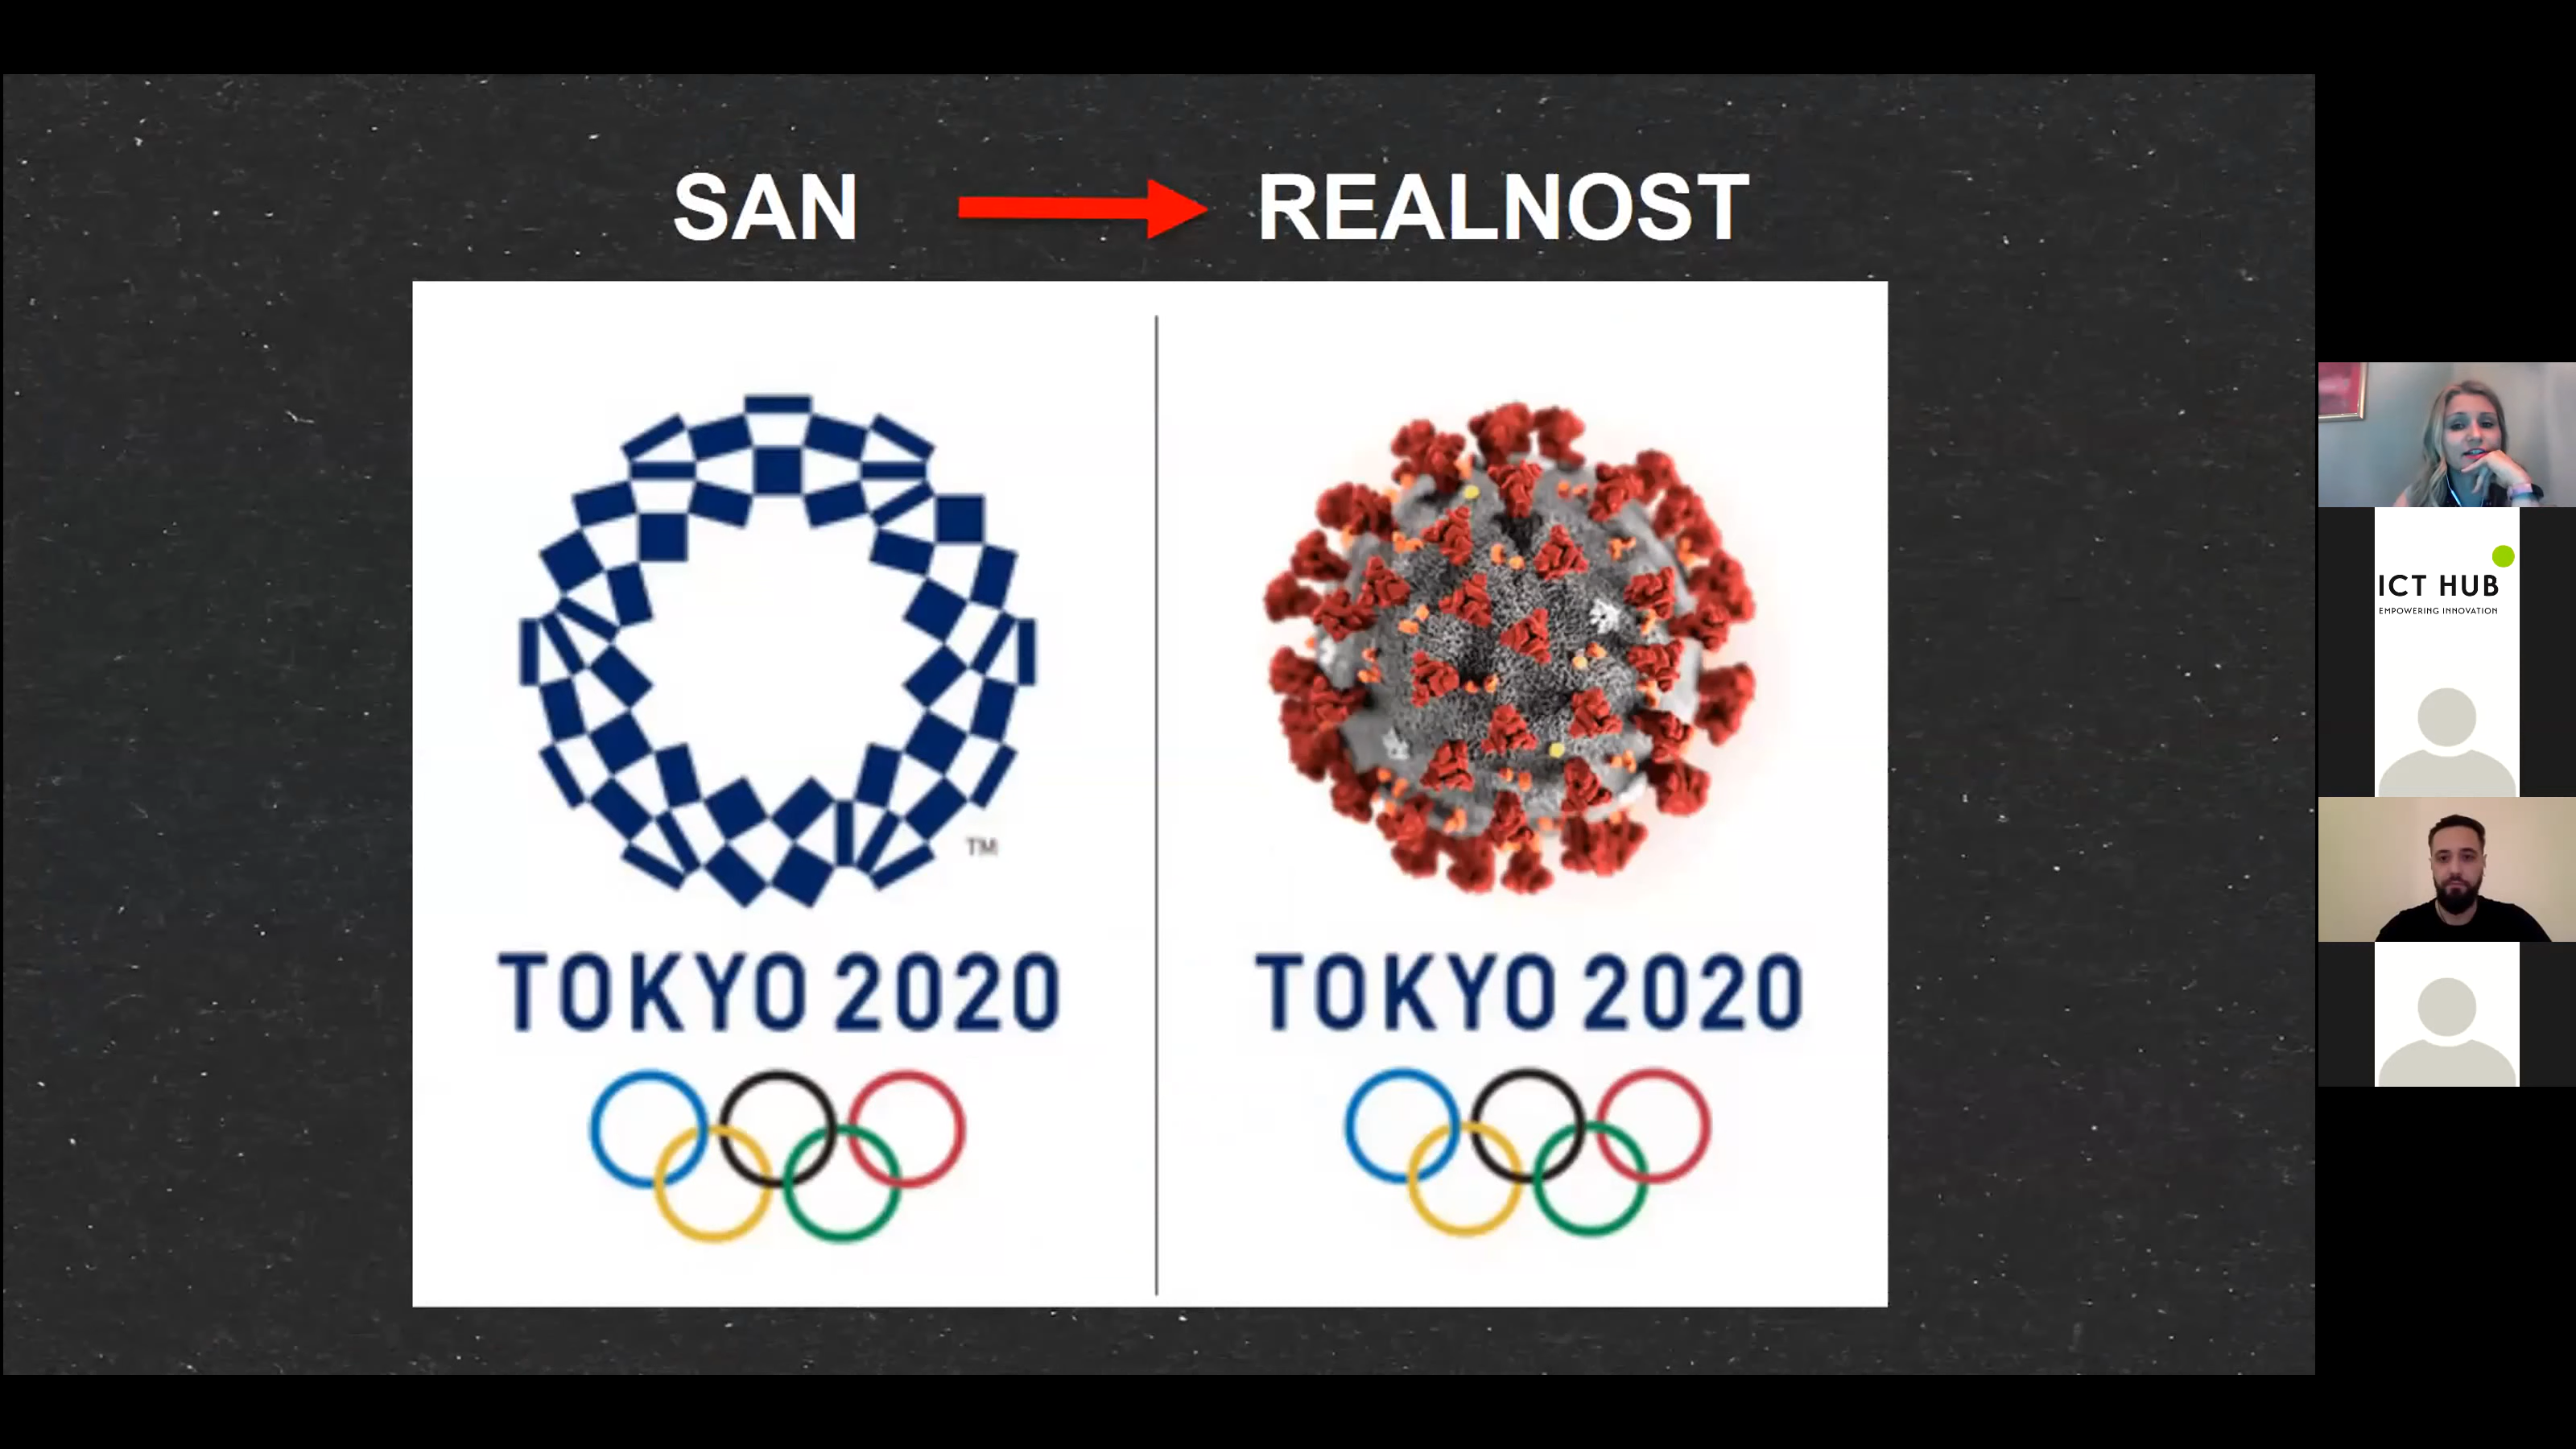 SAN REALNOST
TM
TOKYO 2020
TOKYO 2020
ICT HUB
EMPOWERING INNOVATION